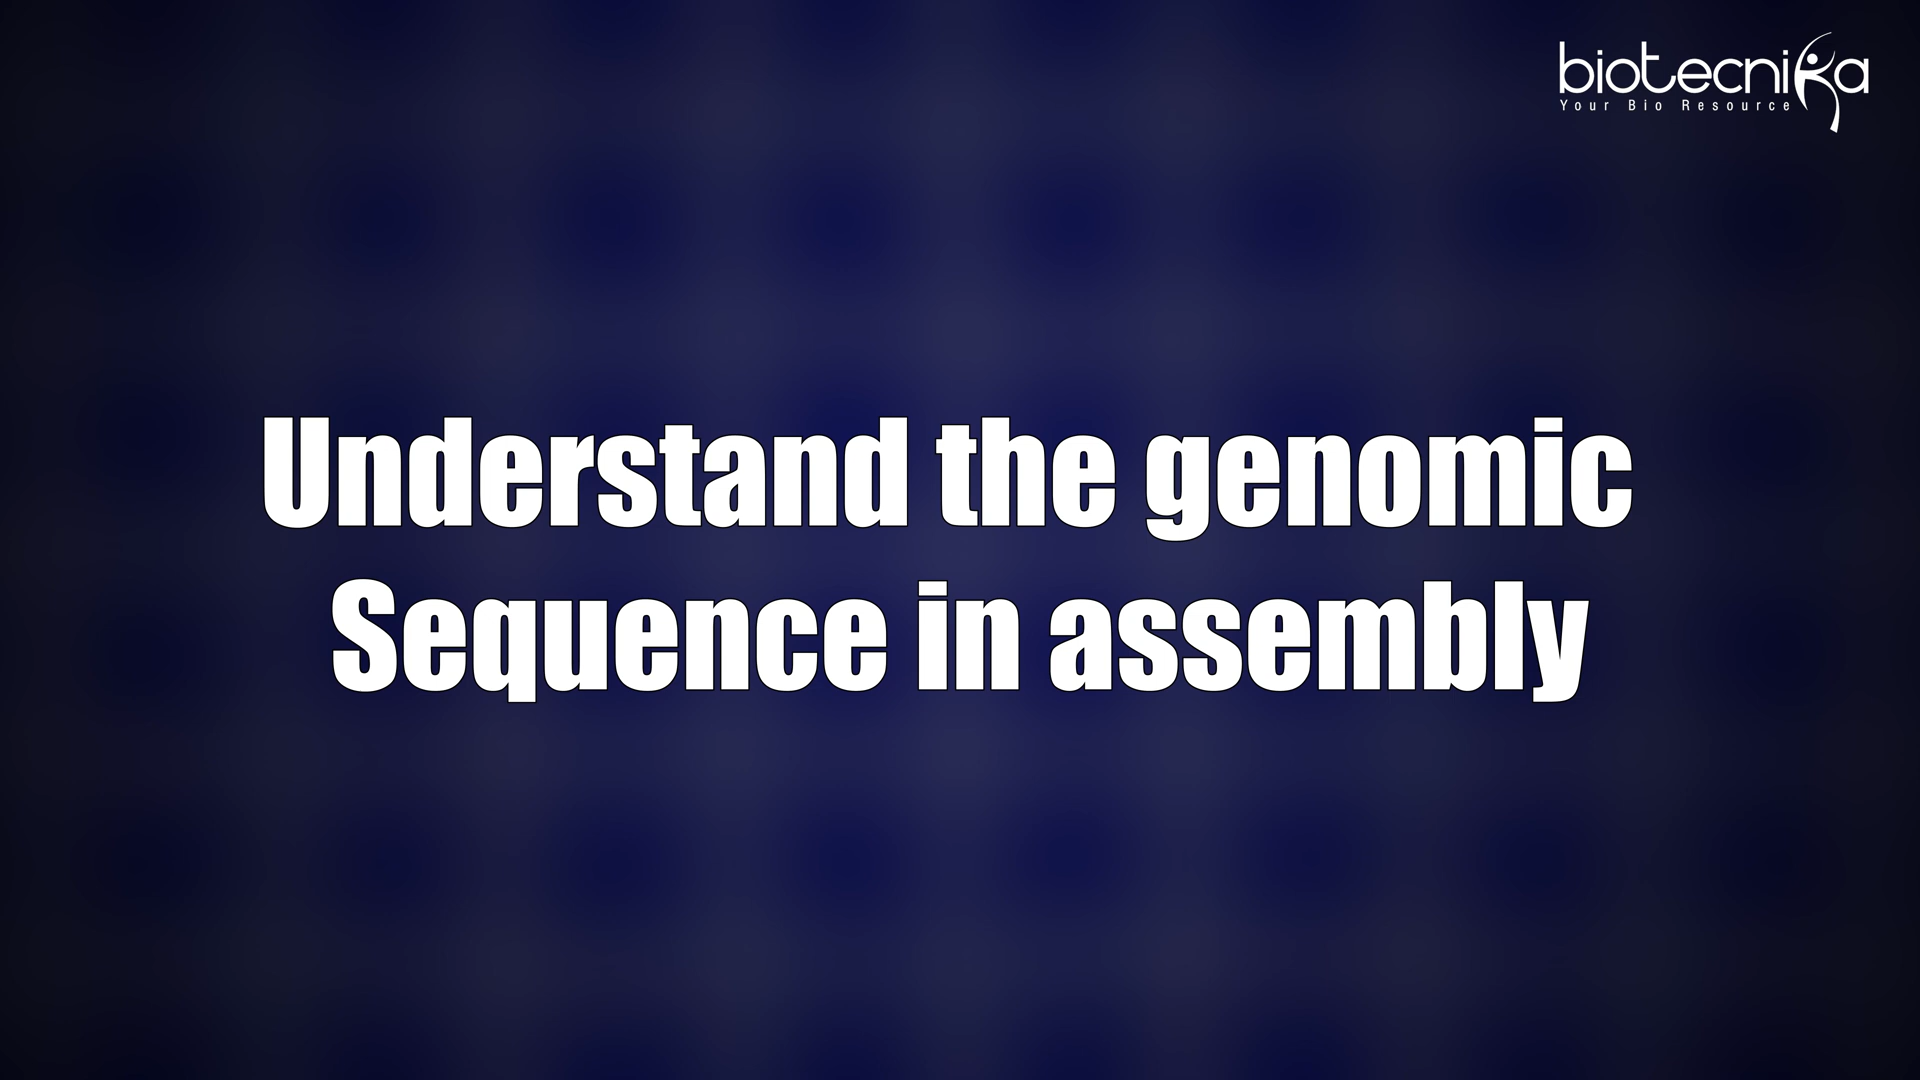 biotecnika
Your Bio Resource
Understand the genomic
Sequence in assembly